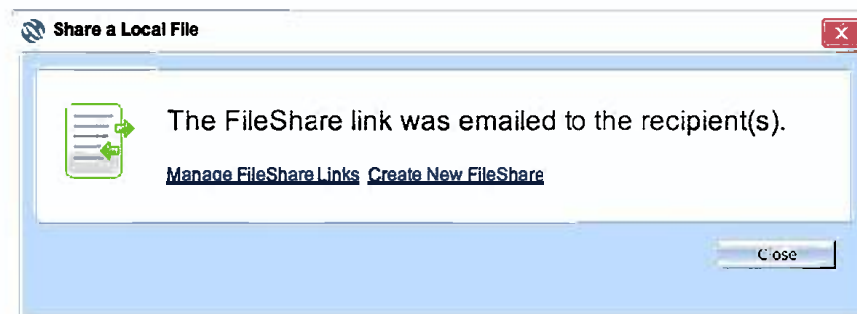 Share a Local File
The FileShare link was emailed to the recipient(s).
Manage FileShare Links Create New FileShare
Close